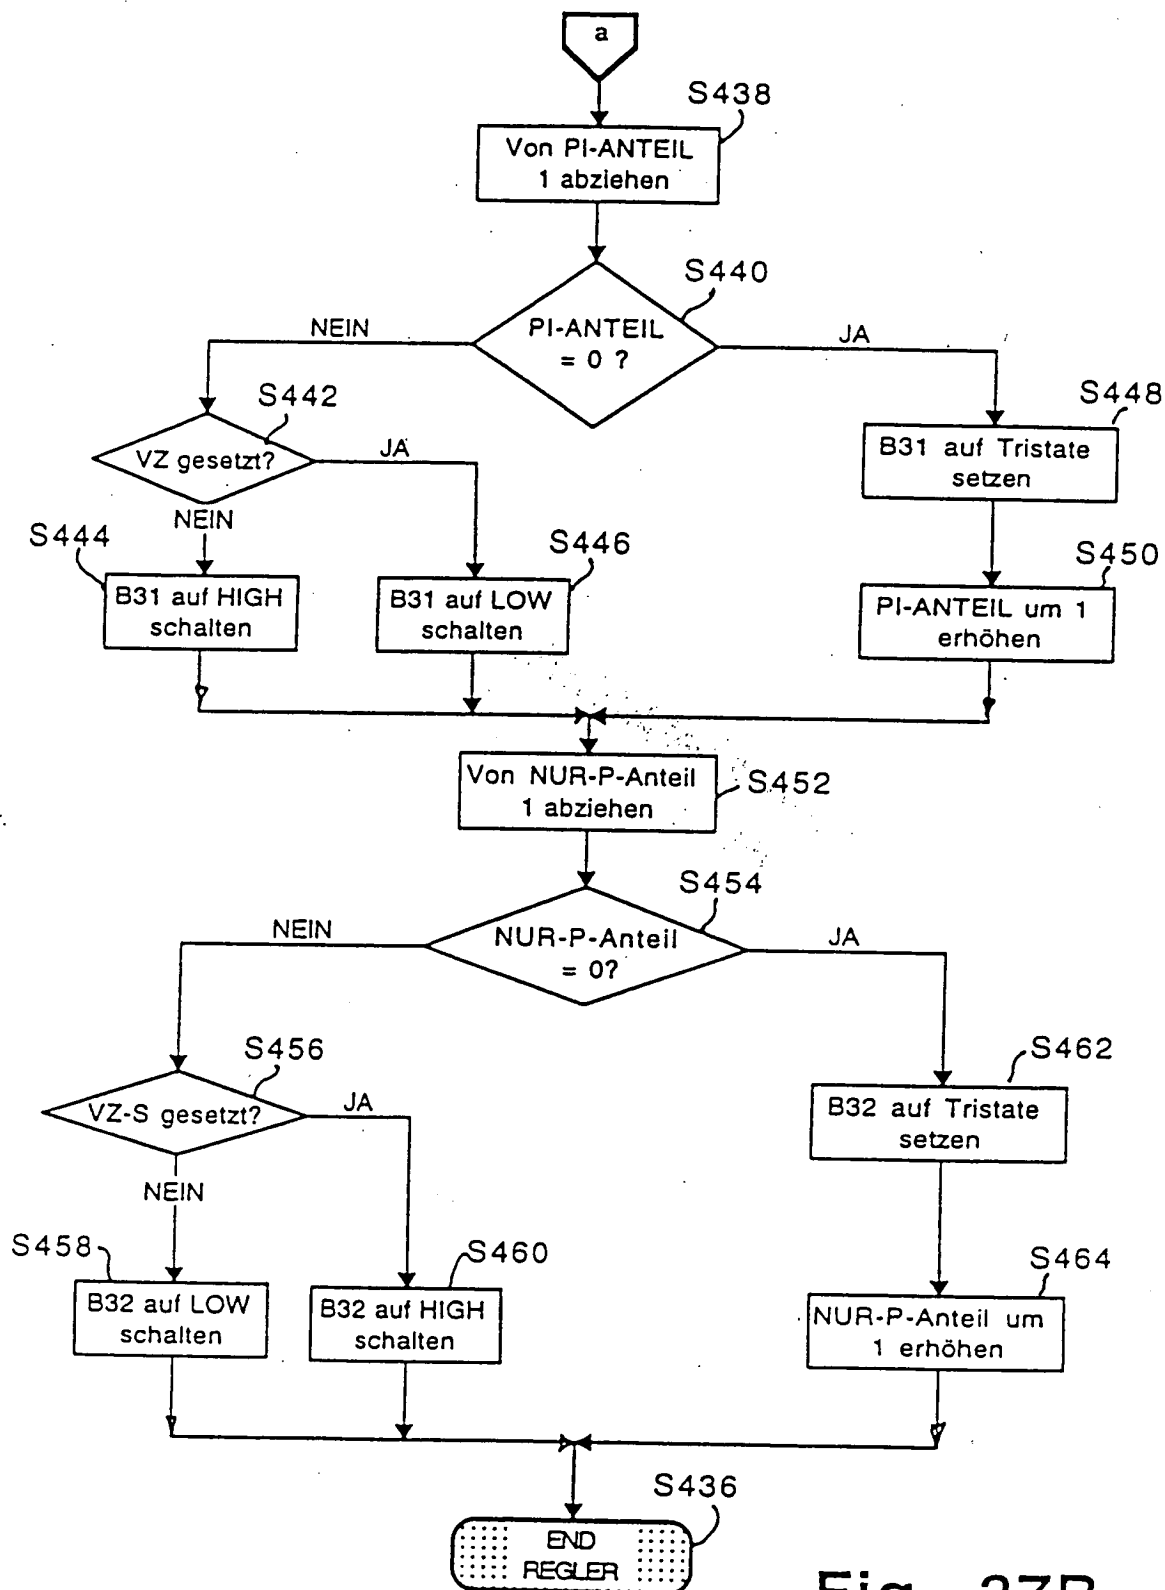 a
S438
Von PI-ANTEIL
1 abziehen
S440
PI-ANTEIL
= 0 ?
NEIN
JA
S442
VZ gesetzt?
JA
NEIN
S448
B31 auf Tristate
setzen
S444
B31 auf HIGH
schalten
S446
B31 auf LOW
schalten
S450
PI-ANTEIL um 1
erhöhen
Von NUR-P-Anteil
1 abziehen
S452
S454
NUR-P-Anteil
= 0?
NEIN
JA
S456
VZ-S gesetzt?
JA
NEIN
S462
B32 auf Tristate
setzen
S458
B32 auf LOW
schalten
S460
B32 auf HIGH
schalten
S464
NUR-P-Anteil um
1 erhöhen
S436
END
REGLER
Fig. 27B